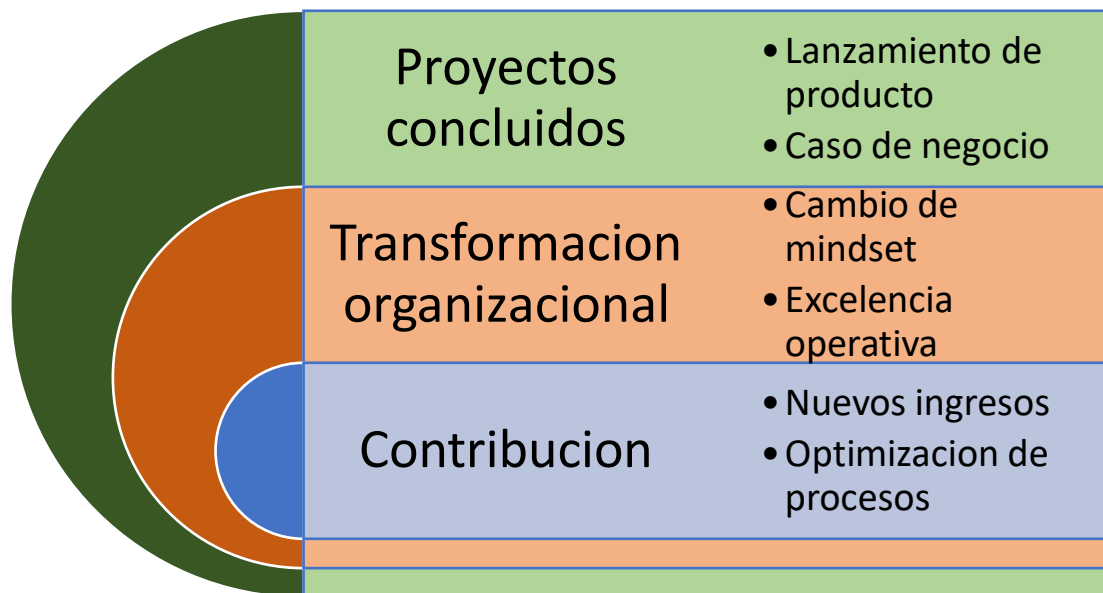 Proyectos
concluidos
• Lanzamiento de
producto
• Caso de negocio
Transformacion
organizacional
• Cambio de
mindset
• Excelencia
operativa
Contribucion
• Nuevos ingresos
• Optimizacion de
procesos